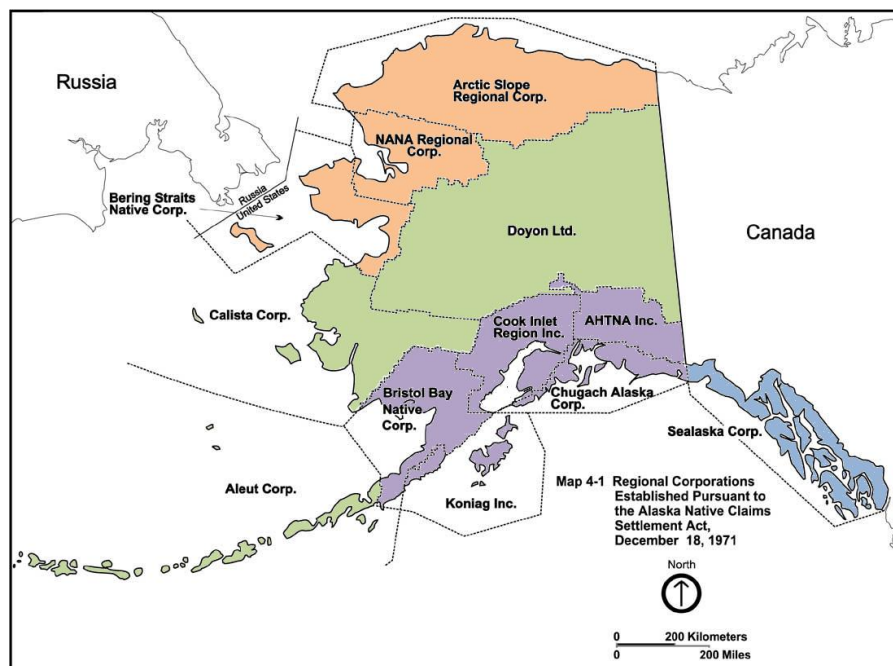 Russia
Arctic Slope
Regional Corp.
NANA Regional
Corp.
Bering Straits
Native Corp.
Russia
United States
Doyon Ltd.
Canada
Calista Corp.
Cook Inlet
Region Inc.
AHTNA Inc.
Bristol Bay
Native
Corp.
Chugach Alaska
Corp.
Sealaska Corp.
Aleut Corp.
Koniag Inc.
Map 4-1 Regional Corporations
Established Pursuant to
the Alaska Native Claims
Settlement Act,
December 18, 1971
North
0 200 Kilometers
0 200 Miles